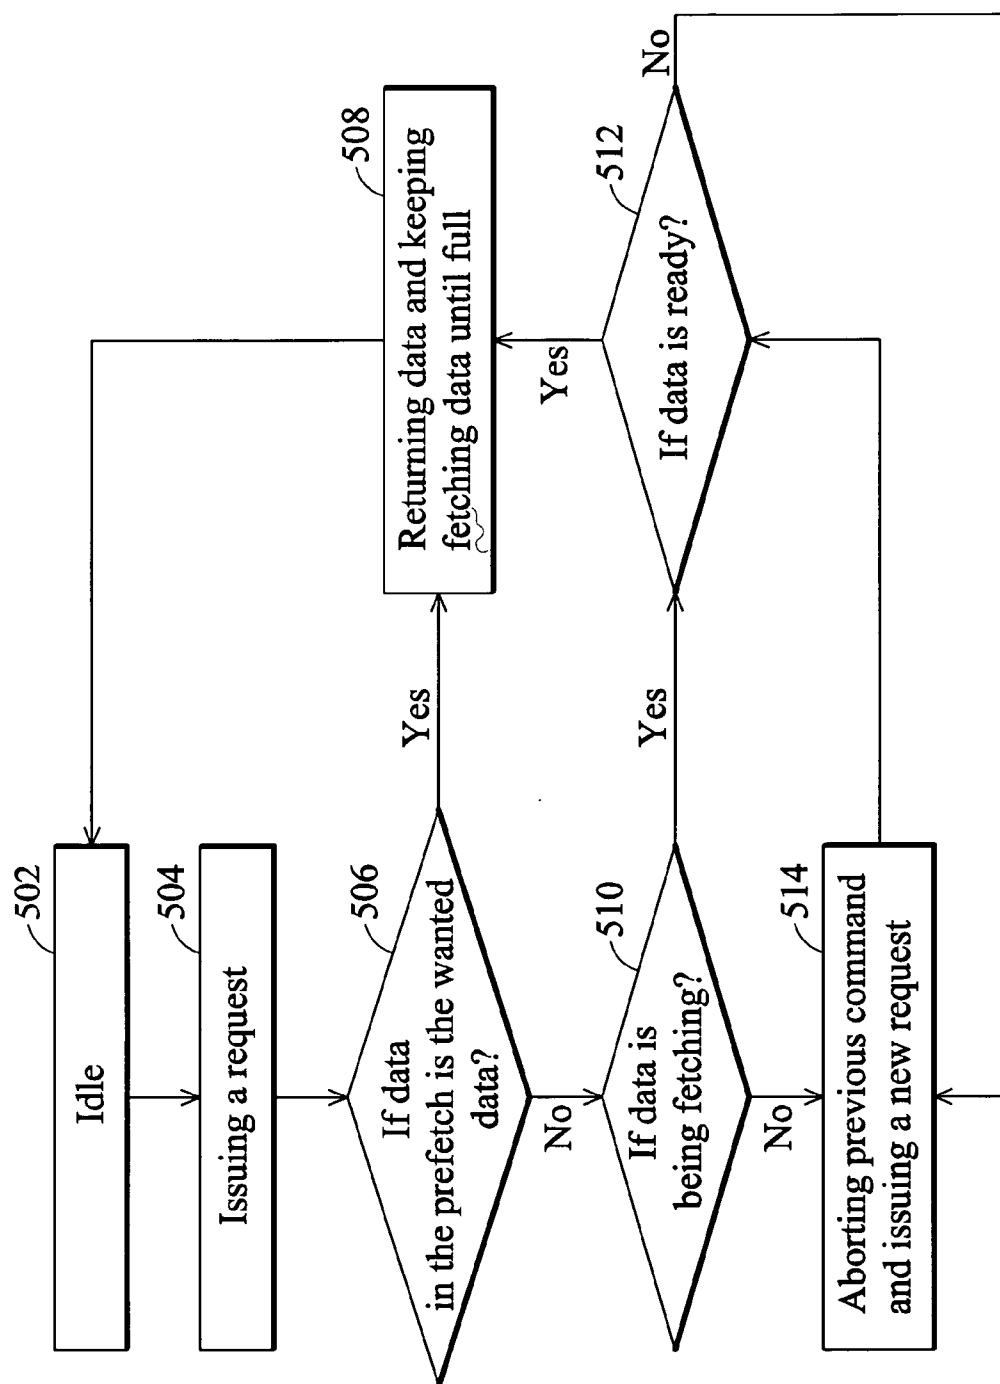 502
Idle
504
Issuing a request
506
If data
in the prefetch is the wanted
data?
Yes
508
Returning data and keeping
fetching data until full
No
510
If data is
being fetching?
Yes
512
If data is ready?
Yes
No
No
514
Aborting previous command
and issuing a new request